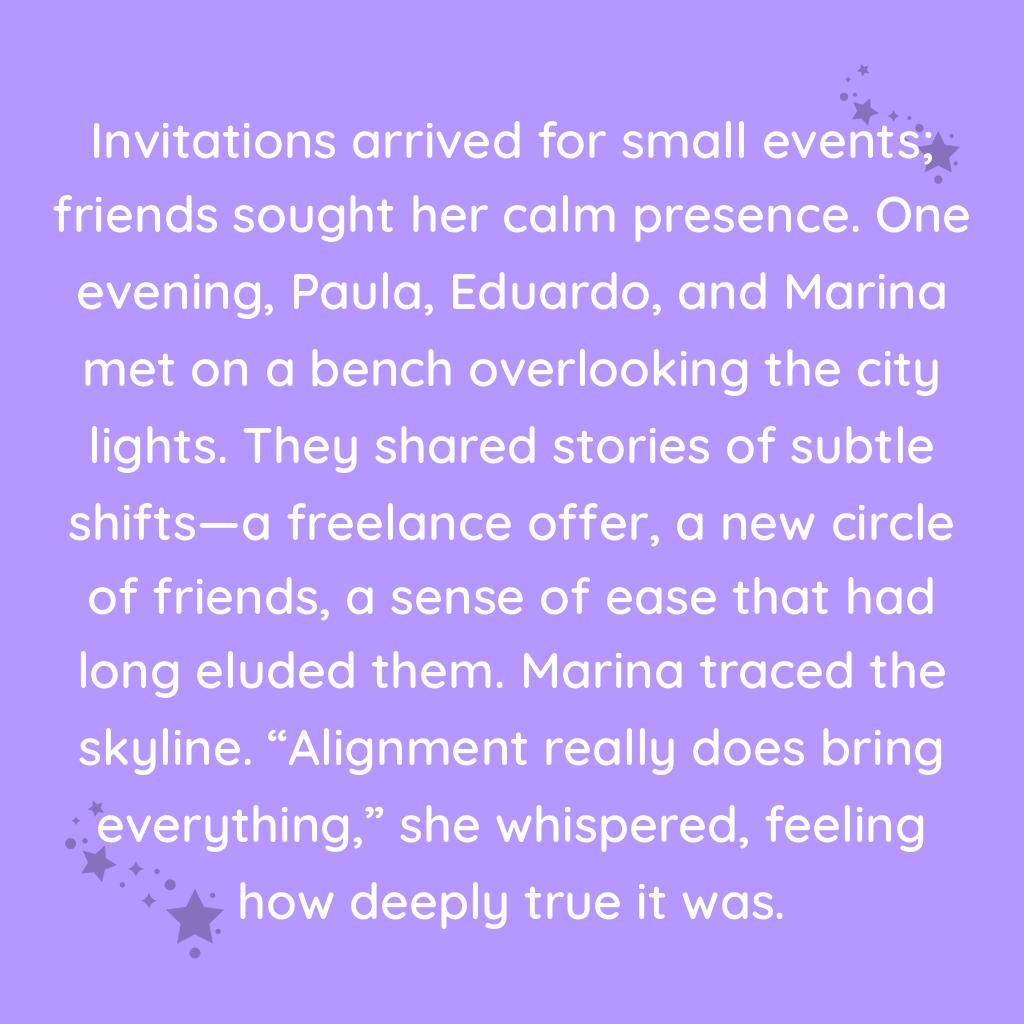 Invitations arrived for small events;
friends sought her calm presence. One
evening, Paula, Eduardo, and Marina
met on a bench overlooking the city
lights. They shared stories of subtle
shifts—a freelance offer, a new circle
of friends, a sense of ease that had
long eluded them. Marina traced the
skyline. “Alignment really does bring
everything,” she whispered, feeling
how deeply true it was.